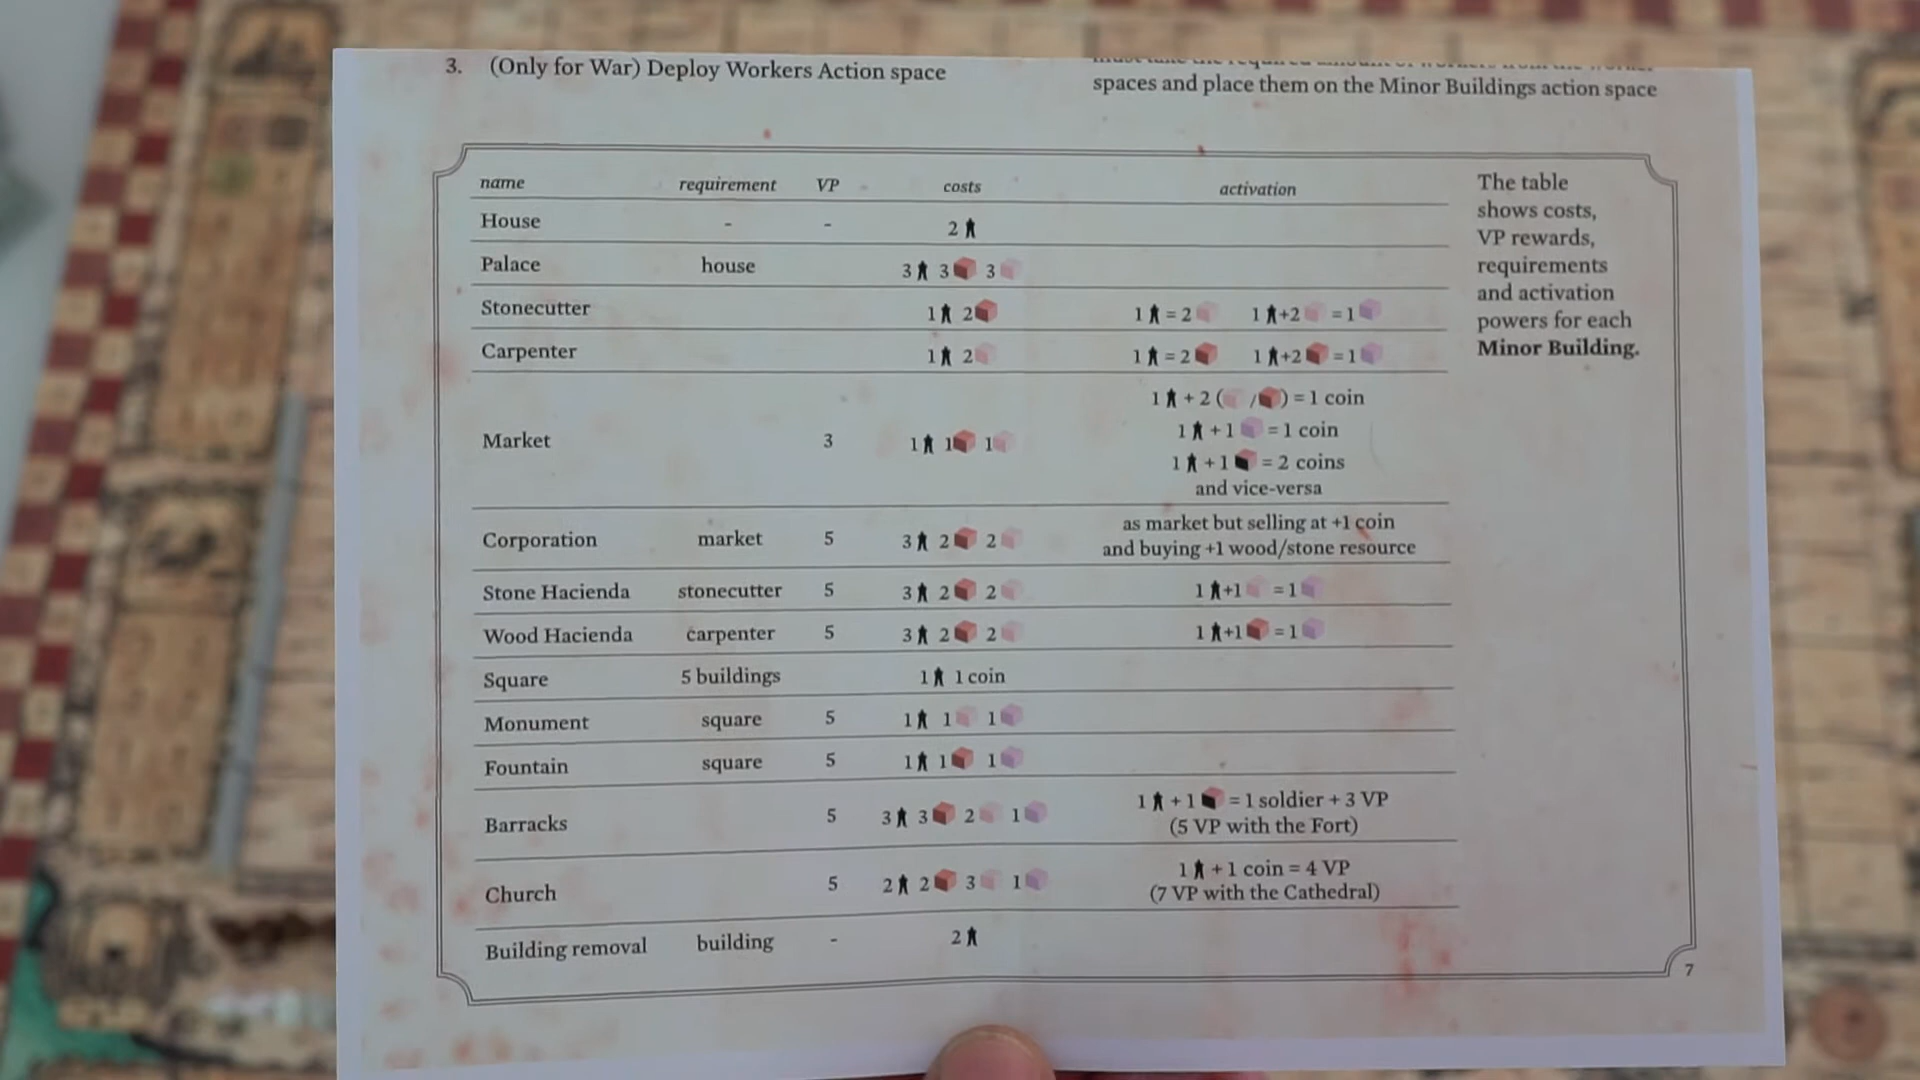 3. (Only for War) Deploy Workers Action space
spaces and place them on the Minor Buildings action space
name requirement VP costs activation
House - - 2
Palace house 3 3 3
Stonecutter 1 2 1 = 2 1 +2 = 1
Carpenter 1 2 1 = 2 1 +2 = 1
Market 3 1 1 1
1 + 2 ( / ) = 1 coin
1 + 1 = 1 coin
1 + 1 = 2 coins
and vice-versa
Corporation market 5 3 2 2
as market but selling at +1 coin
and buying +1 wood/stone resource
Stone Hacienda stonecutter 5 3 2 2 1 +1 = 1
Wood Hacienda carpenter 5 3 2 2 1 +1 = 1
Square 5 buildings 1 1 coin
Monument square 5 1 1 1
Fountain square 5 1 1 1
Barracks 5 3 3 2 1
1 + 1 = 1 soldier + 3 VP
(5 VP with the Fort)
Church 5 2 2 3 1
1 + 1 coin = 4 VP
(7 VP with the Cathedral)
Building removal building - 2
The table
shows costs,
VP rewards,
requirements
and activation
powers for each
Minor Building.
7